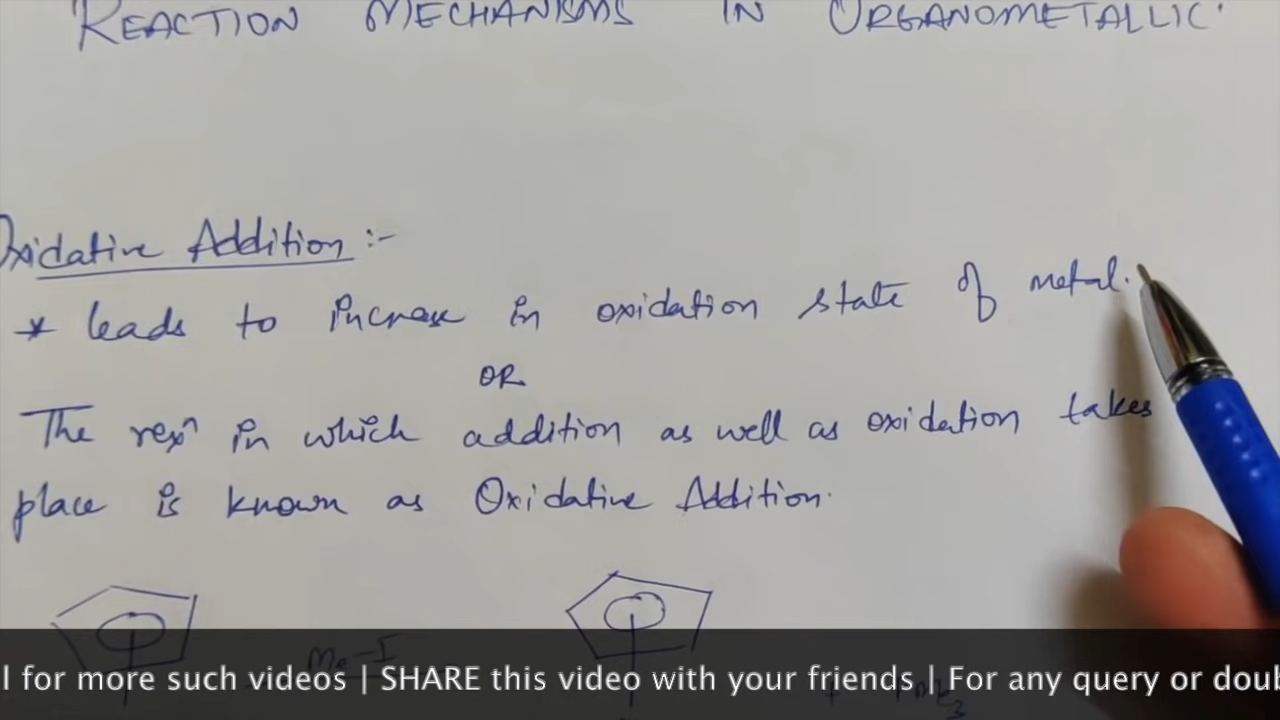 REACTION MECHANISMS IN ORGANOMETALLIC
Oxidative Addition :-
* leads to increase in oxidation state of metal.
OR
The rexⁿ in which addition as well as oxidation takes
place is known as Oxidative Addition.
Me-I
l for more such videos | SHARE this video with your friends | For any query or doub